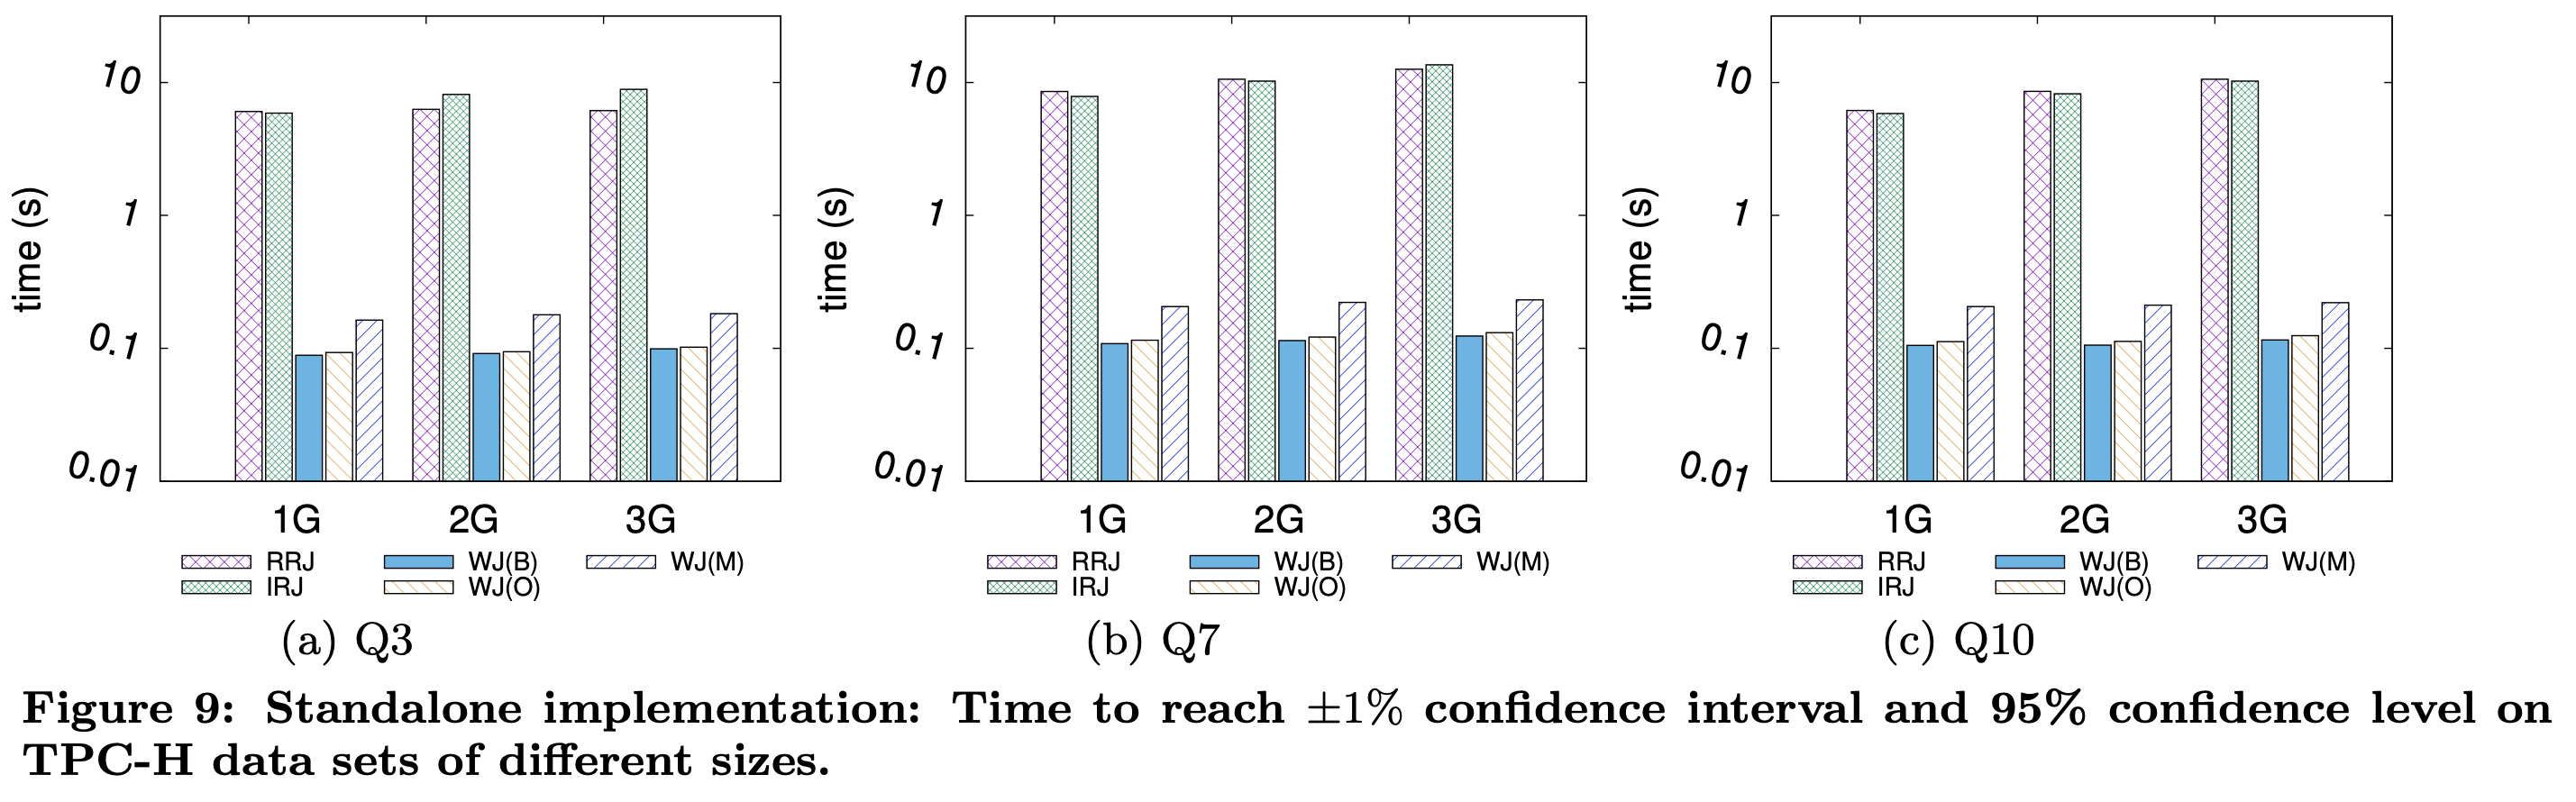 10
1
0.1
0.01
time (s)
1G 2G 3G
RRJ WJ(B) WJ(M)
IRJ WJ(O)
(a) Q3
10
1
0.1
0.01
time (s)
1G 2G 3G
RRJ WJ(B) WJ(M)
IRJ WJ(O)
(b) Q7
10
1
0.1
0.01
time (s)
1G 2G 3G
RRJ WJ(B) WJ(M)
IRJ WJ(O)
(c) Q10
Figure 9: Standalone implementation: Time to reach ±1% confidence interval and 95% confidence level on
TPC-H data sets of different sizes.